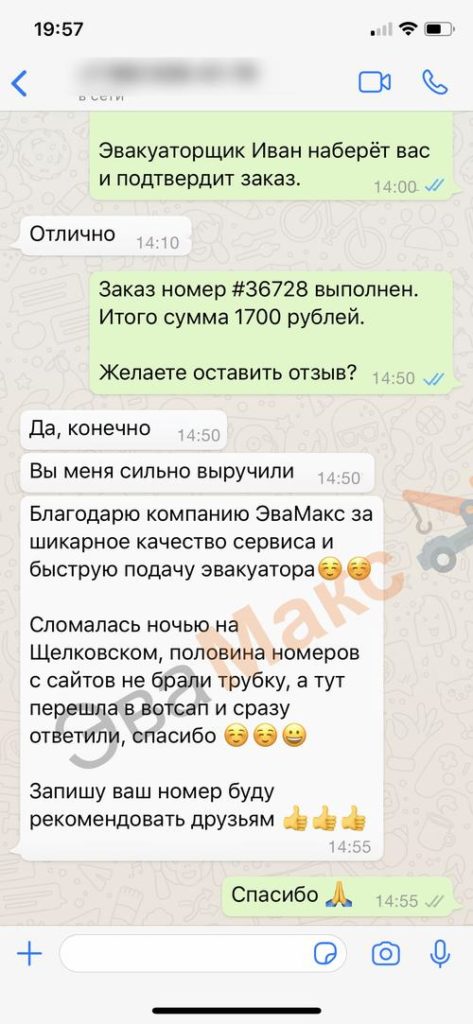 19:57
в сети
Эвакуаторщик Иван наберёт вас
и подтвердит заказ.
14:00
Отлично
14:10
Заказ номер #36728 выполнен.
Итого сумма 1700 рублей.
Желаете оставить отзыв?
14:50
Да, конечно
14:50
Вы меня сильно выручили
14:50
Благодарю компанию ЭваМакс за
шикарное качество сервиса и
быструю подачу эвакуатора☺️☺️
Сломалась ночью на
Щелковском, половина номеров
с сайтов не брали трубку, а тут
перешла в вотсап и сразу
ответили, спасибо ☺️☺️😀
Запишу ваш номер буду
рекомендовать друзьям 👍👍👍
14:55
ЭваМакс
Спасибо 🙏
14:55